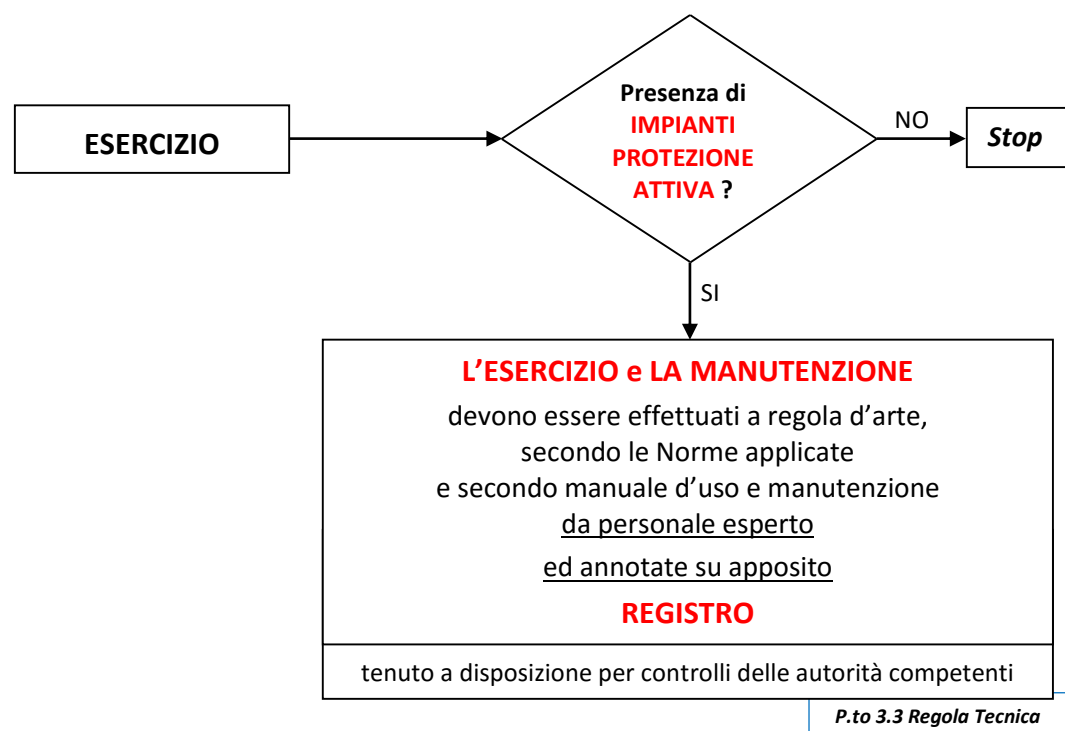 ESERCIZIO
Presenza di
IMPIANTI
PROTEZIONE
ATTIVA ?
NO
Stop
SI
L’ESERCIZIO e LA MANUTENZIONE
devono essere effettuati a regola d’arte,
secondo le Norme applicate
e secondo manuale d’uso e manutenzione
da personale esperto
ed annotate su apposito
REGISTRO
tenuto a disposizione per controlli delle autorità competenti
P.to 3.3 Regola Tecnica